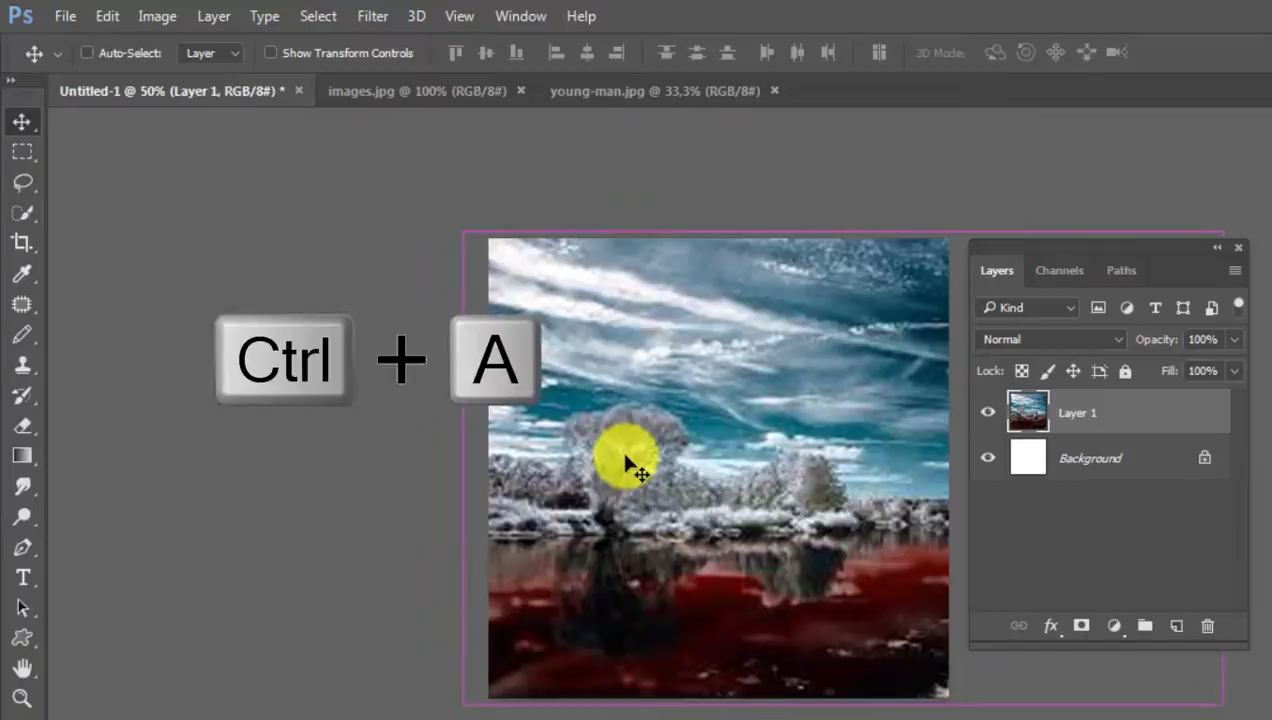 Ps File Edit Image Layer Type Select Filter 3D View Window Help
Auto-Select: Layer Show Transform Controls 3D Mode:
Untitled-1 @ 50% (Layer 1, RGB/8#) * × images.jpg @ 100% (RGB/8#) × young-man.jpg @ 33,3% (RGB/8#) ×
Layers Channels Paths
Kind
Normal Opacity: 100%
Lock: Fill: 100%
Ctrl + A
Layer 1
Background